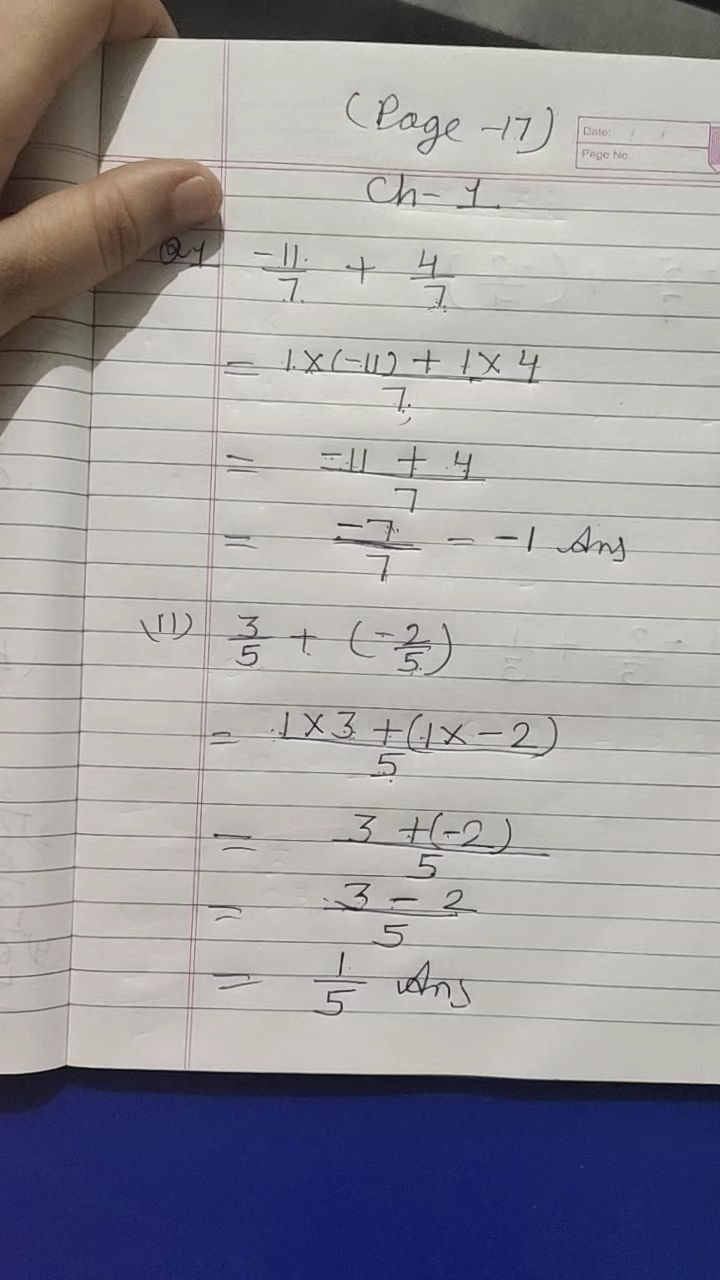 (Page -17)
Date: / /
Page No.
Ch- 1
Q1 -11/7 + 4/7
= 1×(-11) + 1×4 / 7
= -11 + 4 / 7
= -7/7 = -1 Ans
(11) 3/5 + (-2/5)
= 1×3 +(1×-2) / 5
= 3 +(-2) / 5
= 3 - 2 / 5
= 1/5 Ans